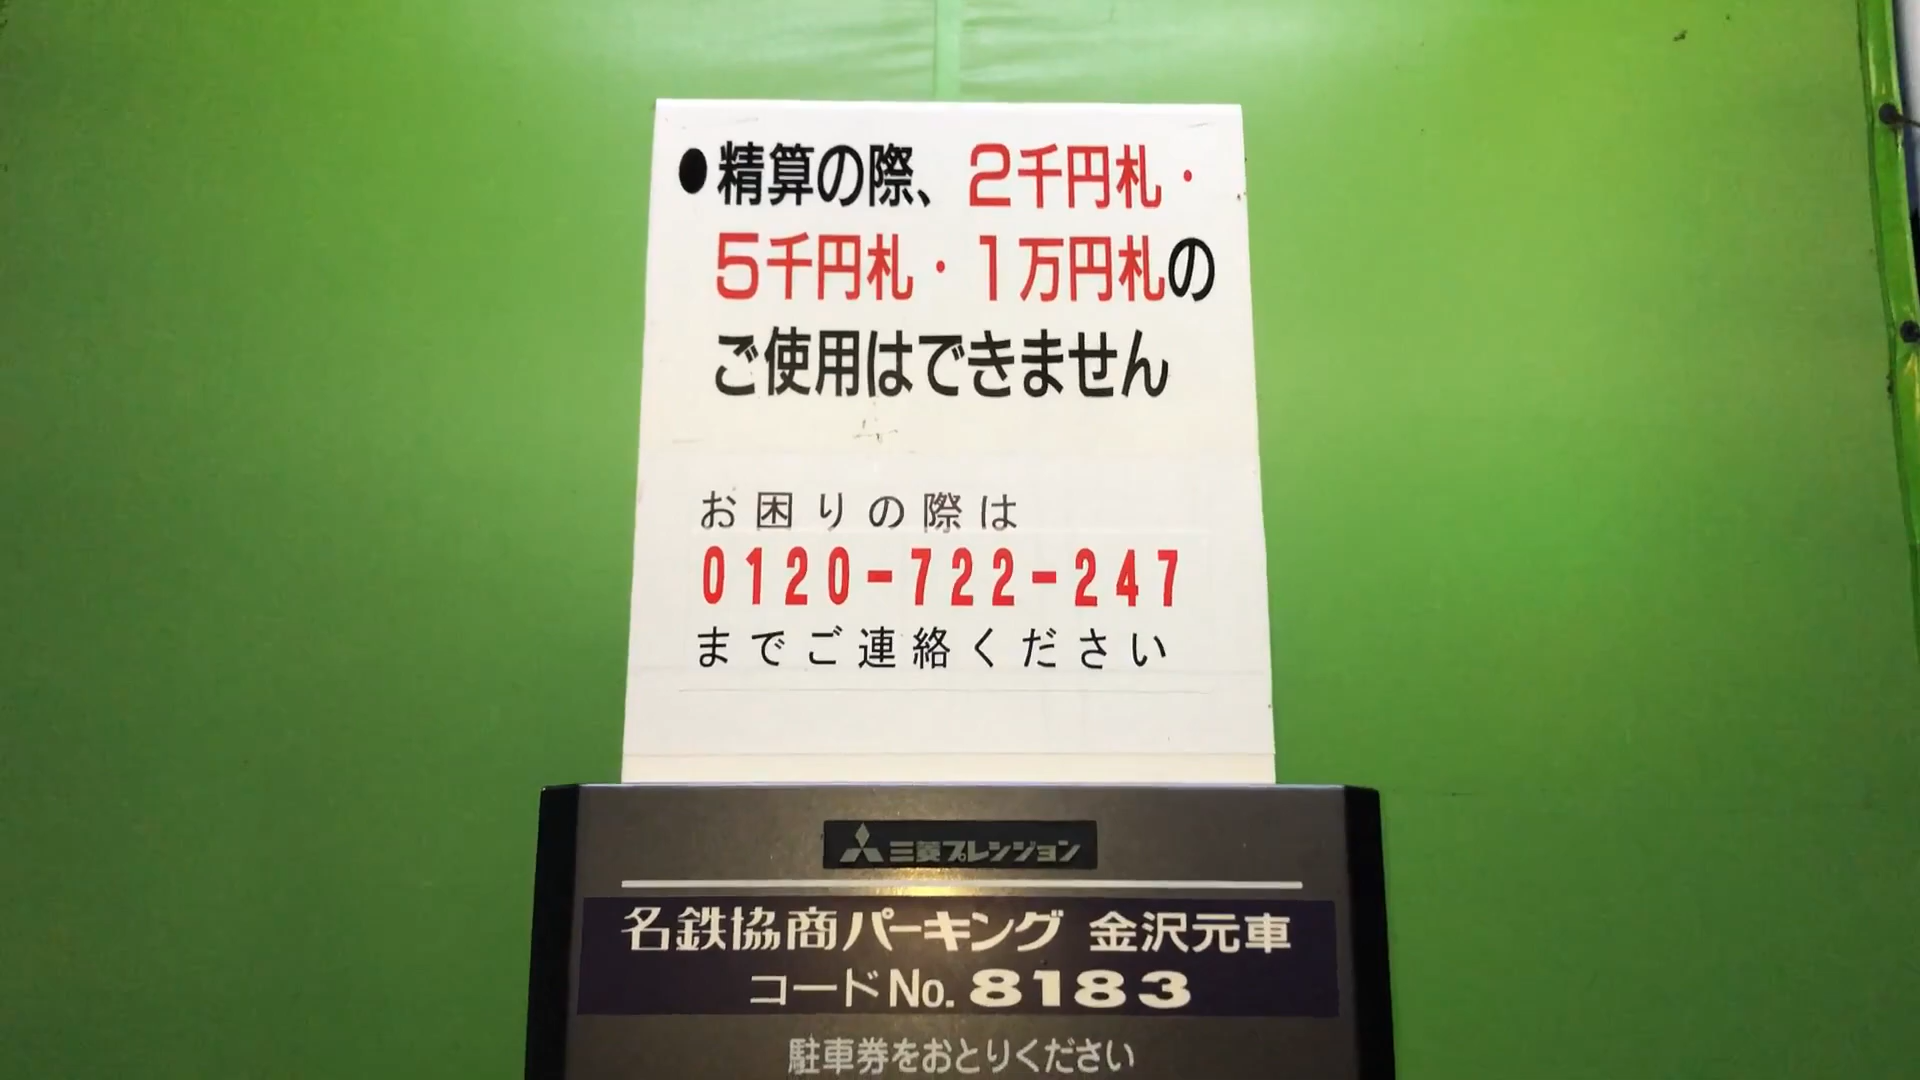 ●精算の際、2千円札・
5千円札・1万円札の
ご使用はできません
お困りの際は
0120-722-247
までご連絡ください
三菱プレシジョン
名鉄協商パーキング 金沢元車
コードNo.8183
駐車券をおとりください